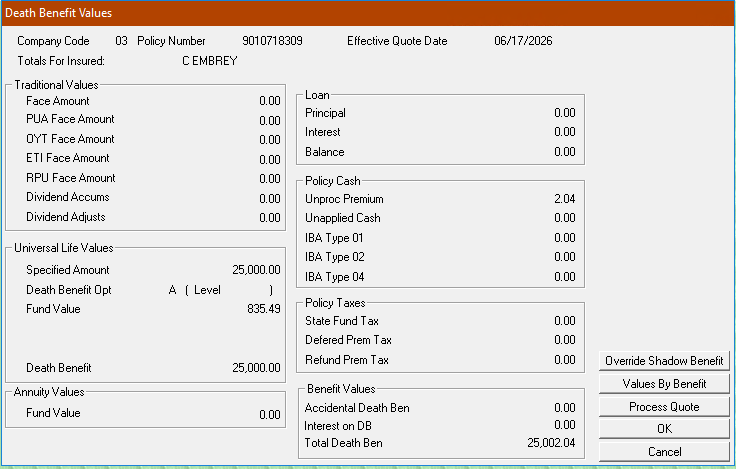 Death Benefit Values
Company Code 03 Policy Number 9010718309 Effective Quote Date 06/17/2026
Totals For Insured: C EMBREY
Traditional Values
Face Amount 0.00
PUA Face Amount 0.00
OYT Face Amount 0.00
ETI Face Amount 0.00
RPU Face Amount 0.00
Dividend Accums 0.00
Dividend Adjusts 0.00
Universal Life Values
Specified Amount 25,000.00
Death Benefit Opt A ( Level )
Fund Value 835.49
Death Benefit 25,000.00
Annuity Values
Fund Value 0.00
Loan
Principal 0.00
Interest 0.00
Balance 0.00
Policy Cash
Unproc Premium 2.04
Unapplied Cash 0.00
IBA Type 01 0.00
IBA Type 02 0.00
IBA Type 04 0.00
Policy Taxes
State Fund Tax 0.00
Defered Prem Tax 0.00
Refund Prem Tax 0.00
Benefit Values
Accidental Death Ben 0.00
Interest on DB 0.00
Total Death Ben 25,002.04
Override Shadow Benefit
Values By Benefit
Process Quote
OK
Cancel